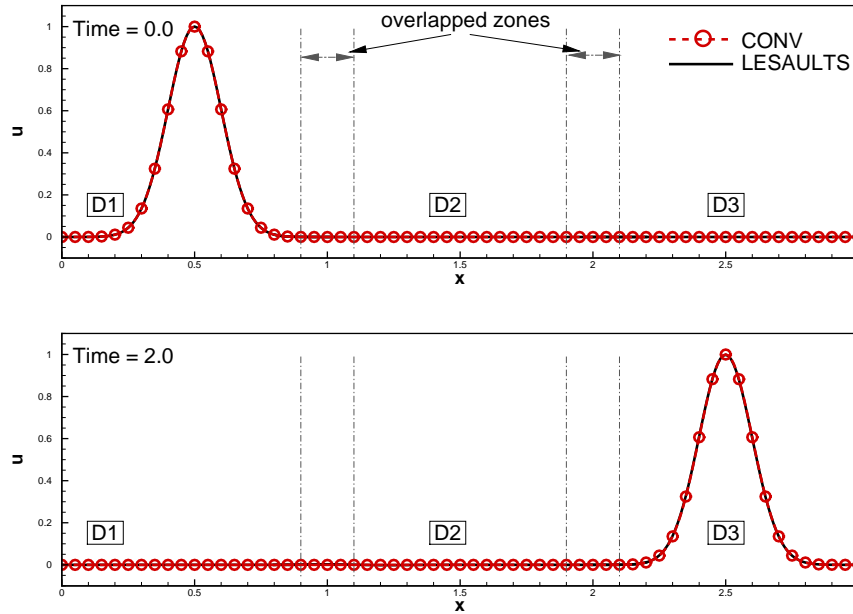 overlapped zones
Time = 0.0
CONV
LESAULTS
1
0.8
0.6
0.4
0.2
0
u
D1
D2
D3
0
0.5
1
1.5
2
2.5
x
Time = 2.0
1
0.8
0.6
0.4
0.2
0
u
D1
D2
D3
0
0.5
1
1.5
2
2.5
x